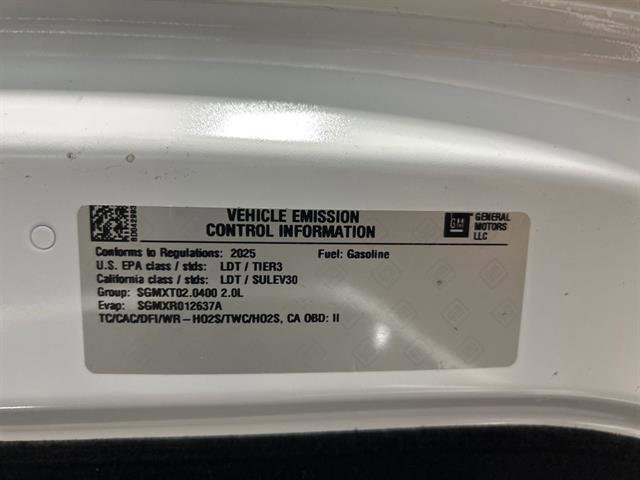 VEHICLE EMISSION
CONTROL INFORMATION
GM
GENERAL
MOTORS
LLC
Conforms to Regulations: 2025 Fuel: Gasoline
U.S. EPA class / stds: LDT / TIER3
California class / stds: LDT / SULEV30
Group: SGMXT02.0400 2.0L
Evap: SGMXR012637A
TC/CAC/DFI/WR-HO2S/TWC/HO2S, CA OBD: II